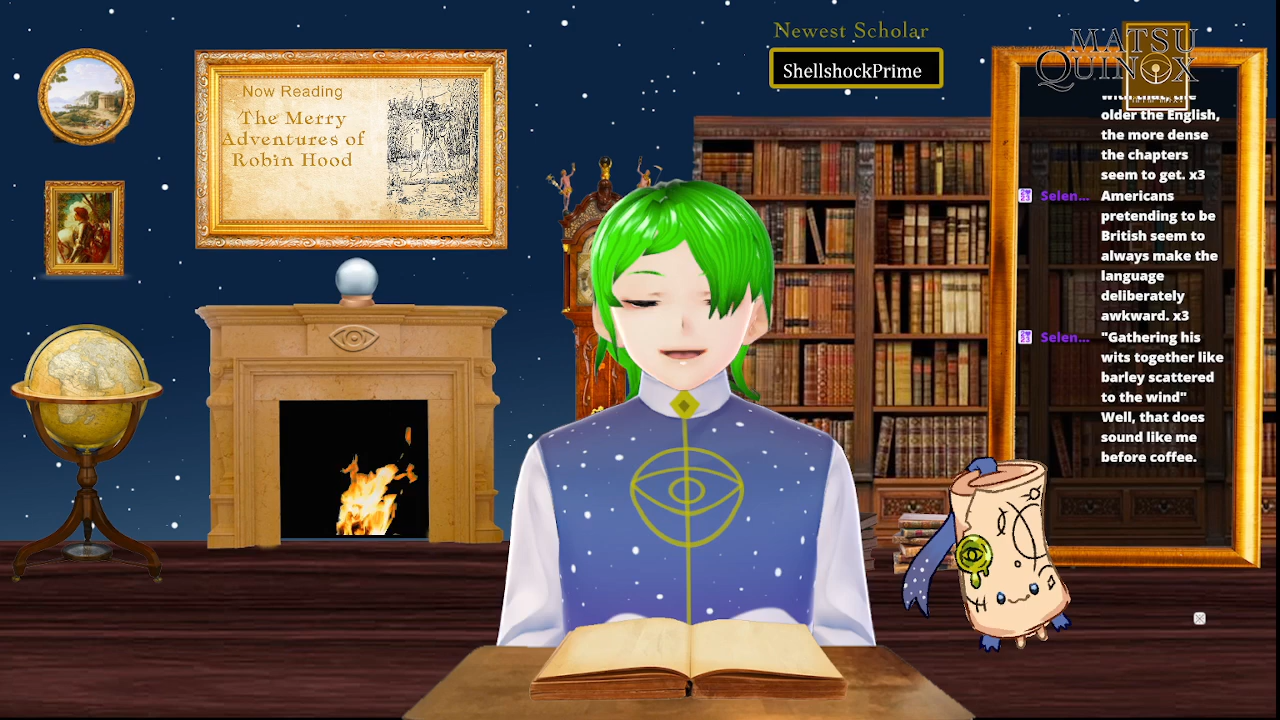 Newest Scholar
ShellshockPrime
Now Reading
The Merry
Adventures of
Robin Hood
MATSU
QUINOX
older the English,
the more dense
the chapters
seem to get. x3
Selen... Americans
pretending to be
British seem to
always make the
language
deliberately
awkward. x3
Selen... "Gathering his
wits together like
barley scattered
to the wind"
Well, that does
sound like me
before coffee.